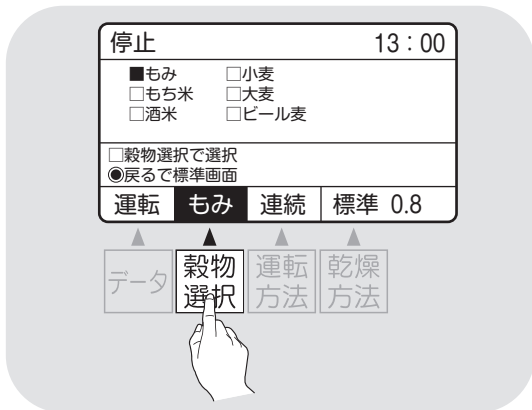 停止 13：00
■もみ □小麦
□もち米 □大麦
□酒米 □ビール麦
□穀物選択で選択
◉戻るで標準画面
運転 もみ 連続 標準 0.8
データ 穀物選択 運転方法 乾燥方法